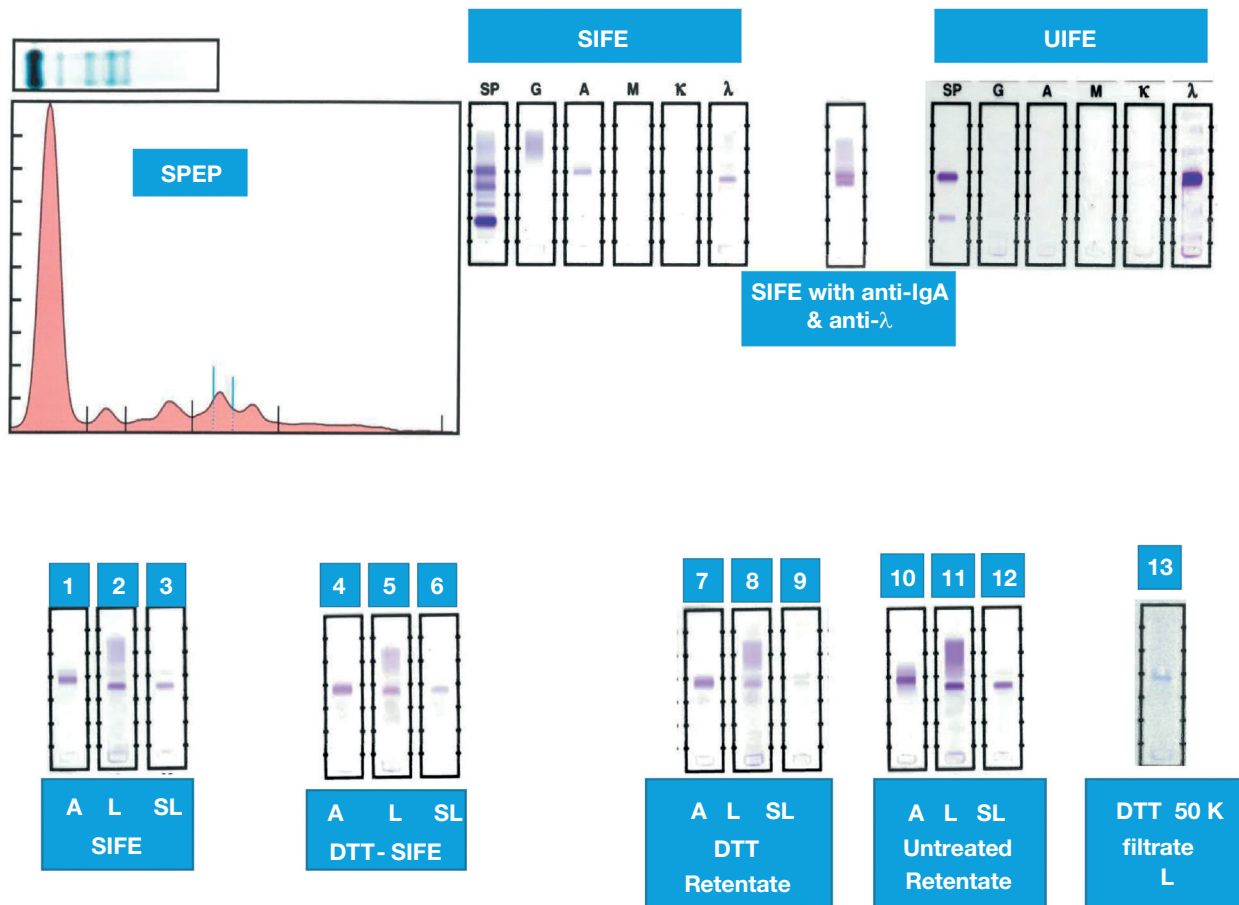 SIFE
UIFE
SPEP
SP G A M κ λ
SP G A M κ λ
SIFE with anti-IgA
& anti-λ
1 2 3
4 5 6
7 8 9
10 11 12
13
A L SL
SIFE
A L SL
DTT - SIFE
A L SL
DTT
Retentate
A L SL
Untreated
Retentate
DTT 50 K
filtrate
L